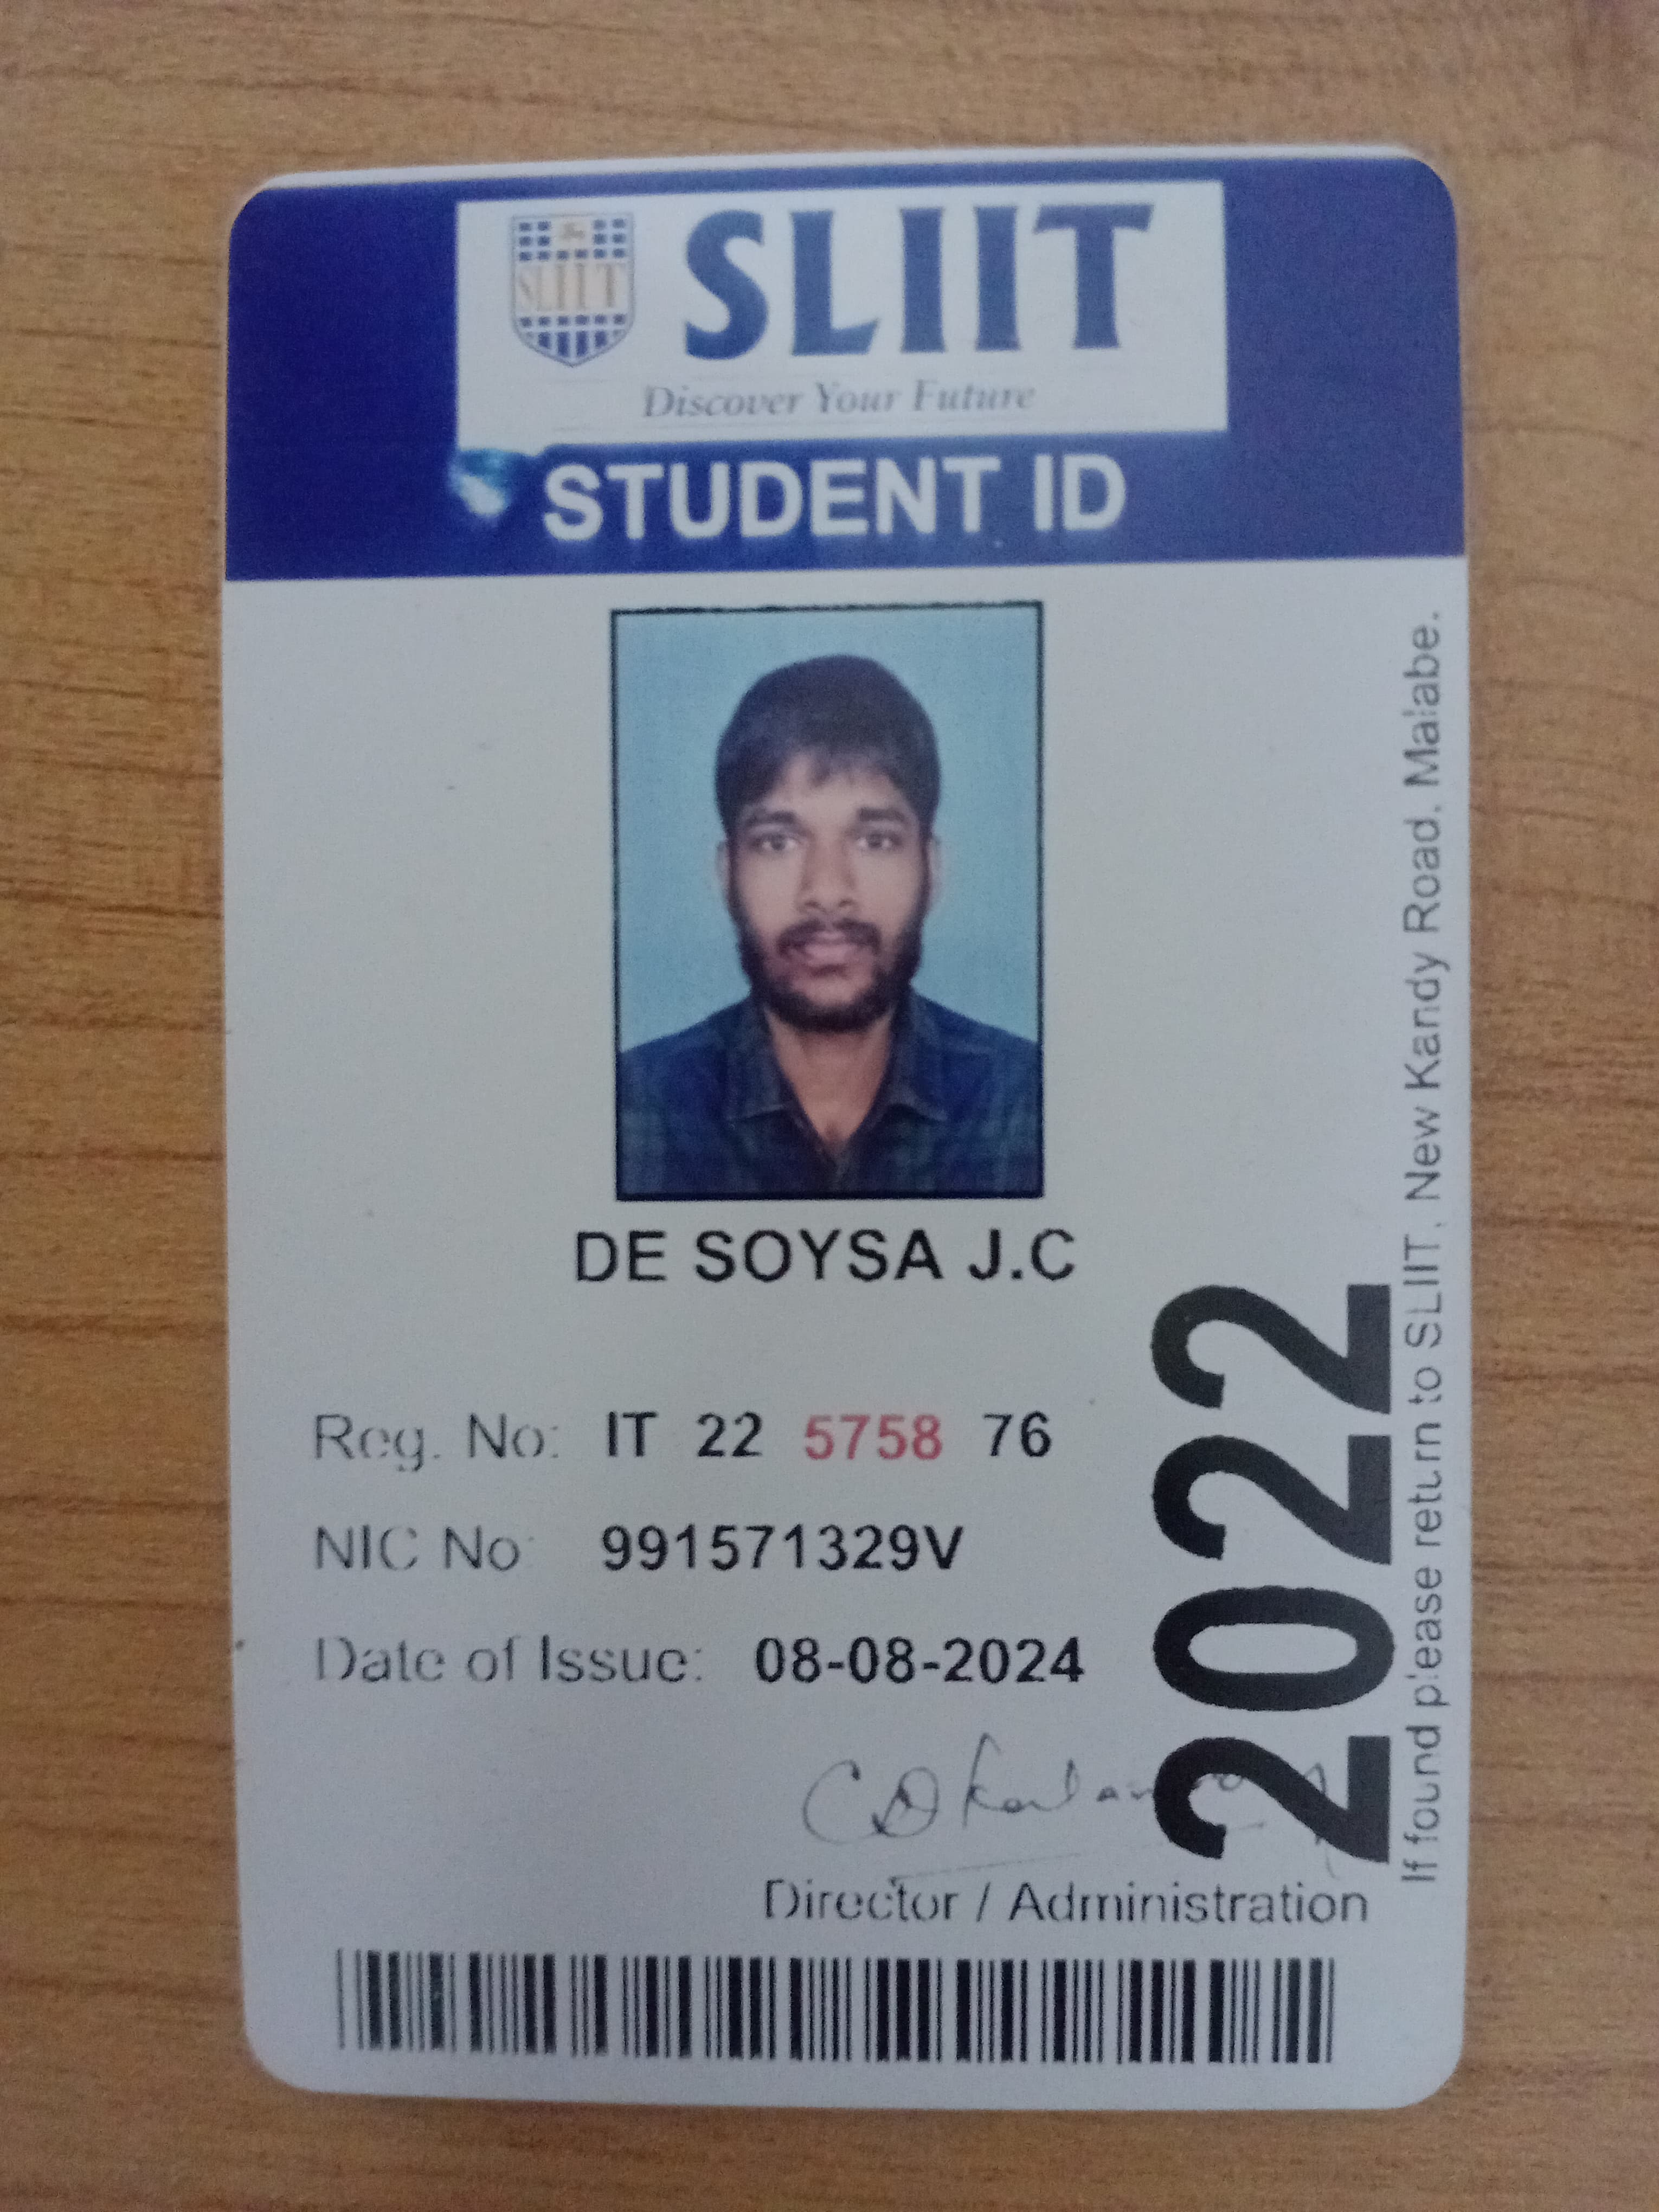 SLIIT
SLIIT
Discover Your Future
STUDENT ID
DE SOYSA J.C
Reg. No: IT 22 5758 76
NIC No: 991571329V
Date of Issue: 08-08-2024
Director / Administration
2022
If found please return to SLIIT, New Kandy Road, Malabe.